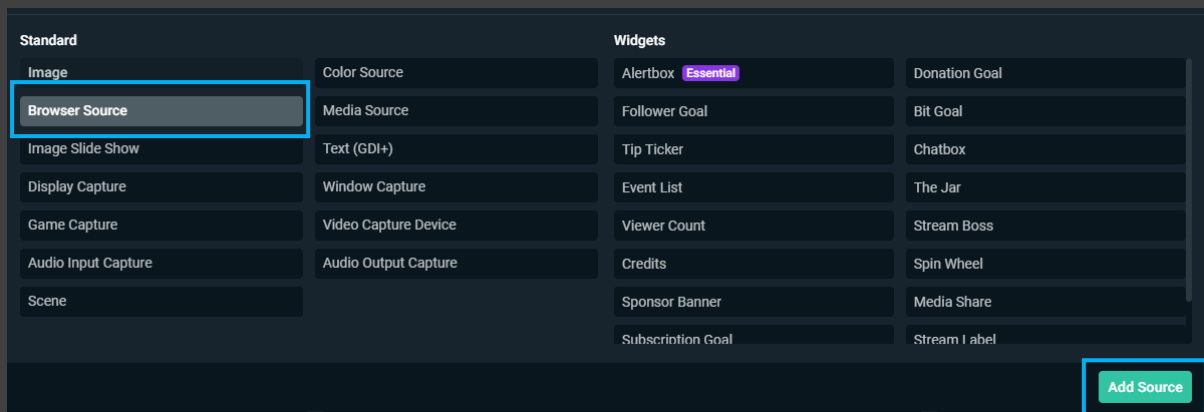 Standard
Image
Browser Source
Image Slide Show
Display Capture
Game Capture
Audio Input Capture
Scene
Color Source
Media Source
Text (GDI+)
Window Capture
Video Capture Device
Audio Output Capture
Widgets
Alertbox Essential
Follower Goal
Tip Ticker
Event List
Viewer Count
Credits
Sponsor Banner
Subscription Goal
Donation Goal
Bit Goal
Chatbox
The Jar
Stream Boss
Spin Wheel
Media Share
Stream Label
Add Source